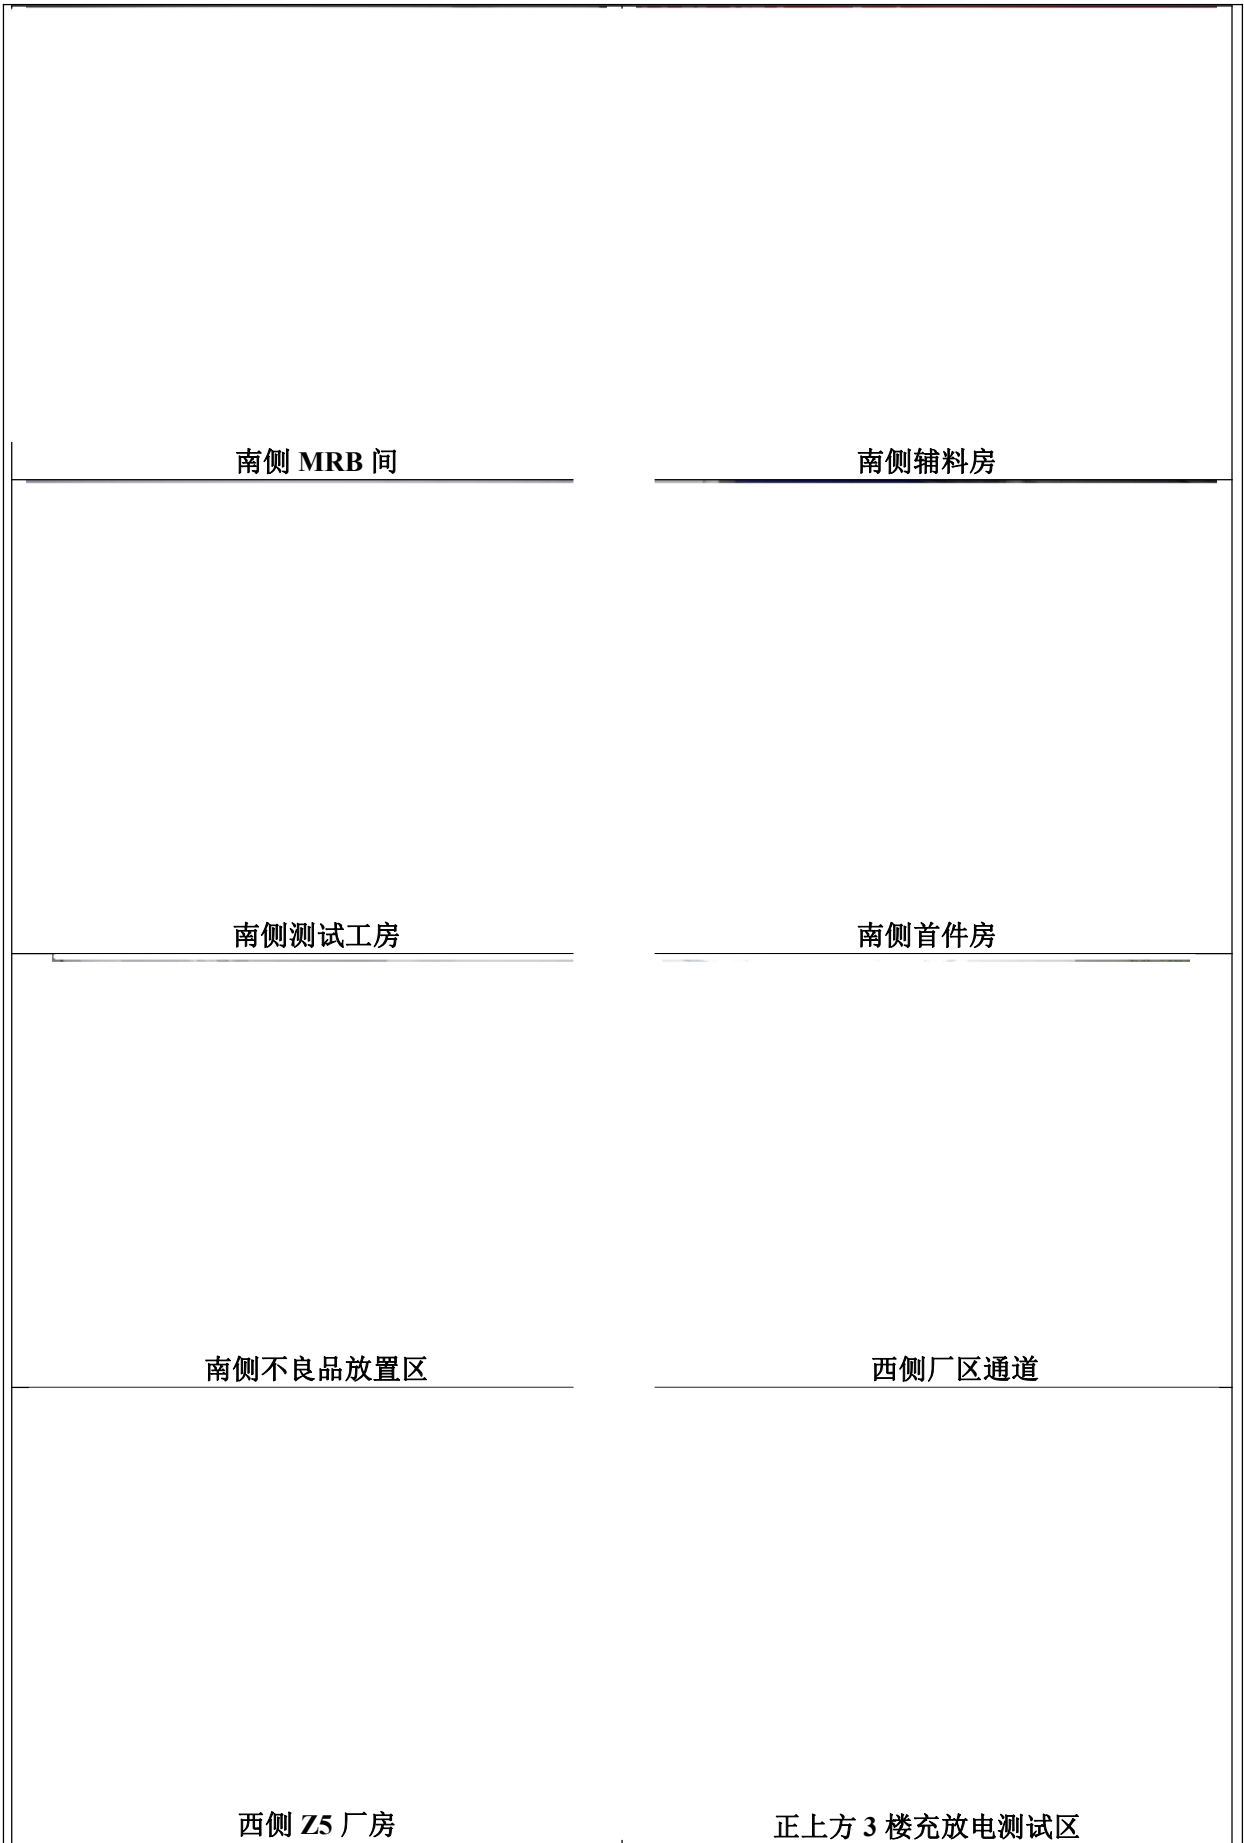 南侧 MRB 间
南侧辅料房
南侧测试工房
南侧首件房
南侧不良品放置区
西侧厂区通道
西侧 Z5 厂房
正上方 3 楼充放电测试区